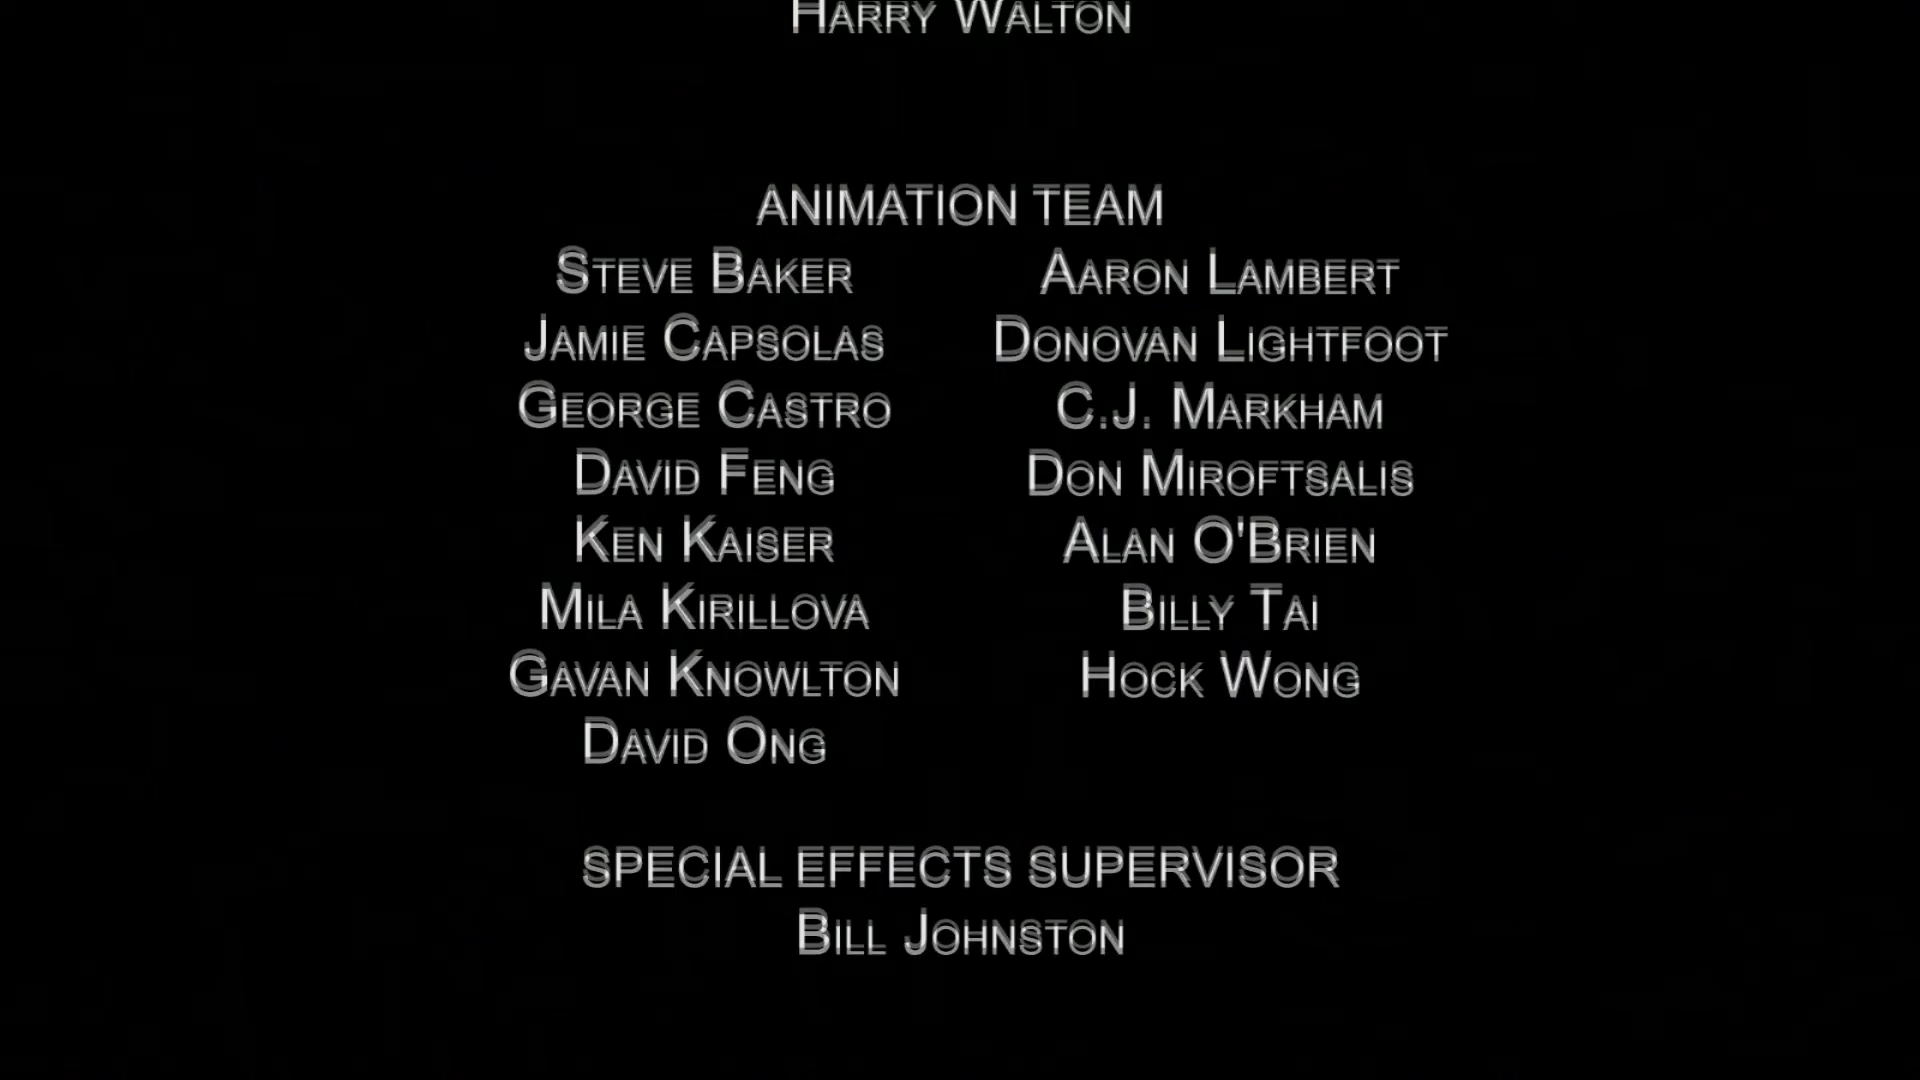 Harry Walton
ANIMATION TEAM
Steve Baker Aaron Lambert
Jamie Capsolas Donovan Lightfoot
George Castro C.J. Markham
David Feng Don Miroftsalis
Ken Kaiser Alan O'Brien
Mila Kirillova Billy Tai
Gavan Knowlton Hock Wong
David Ong
SPECIAL EFFECTS SUPERVISOR
Bill Johnston